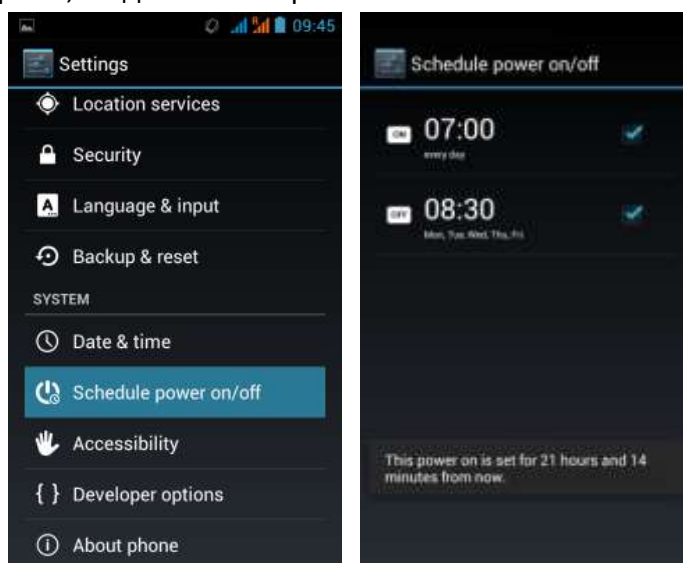 09:45
Settings
Location services
Security
Language & input
Backup & reset
SYSTEM
Date & time
Schedule power on/off
Accessibility
{ } Developer options
About phone
Schedule power on/off
ON
07:00
every day
OFF
08:30
Mon, Tue, Wed, Thu, Fri
This power on is set for 21 hours and 14
minutes from now.